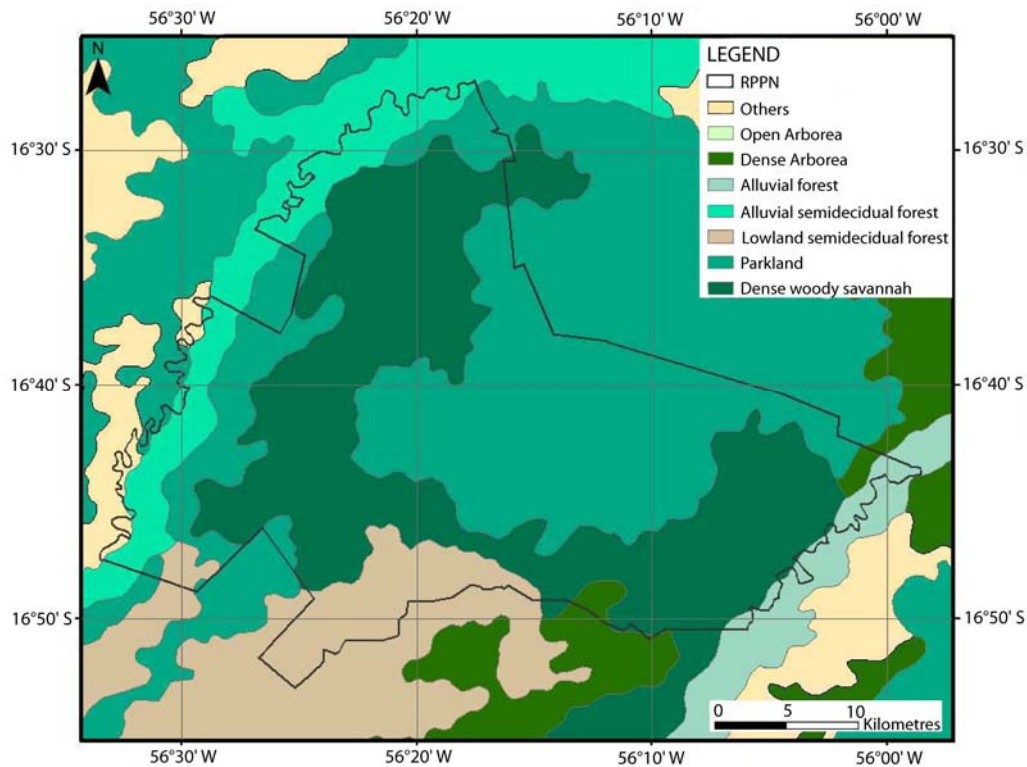 56°30' W 56°20' W 56°10' W 56°00' W
N
LEGEND
RPPN
Others
Open Arborea
Dense Arborea
Alluvial forest
Alluvial semidecidual forest
Lowland semidecidual forest
Parkland
Dense woody savannah
16°30' S 16°30' S
16°40' S 16°40' S
16°50' S 16°50' S
0 5 10
Kilometres
56°30' W 56°20' W 56°10' W 56°00' W